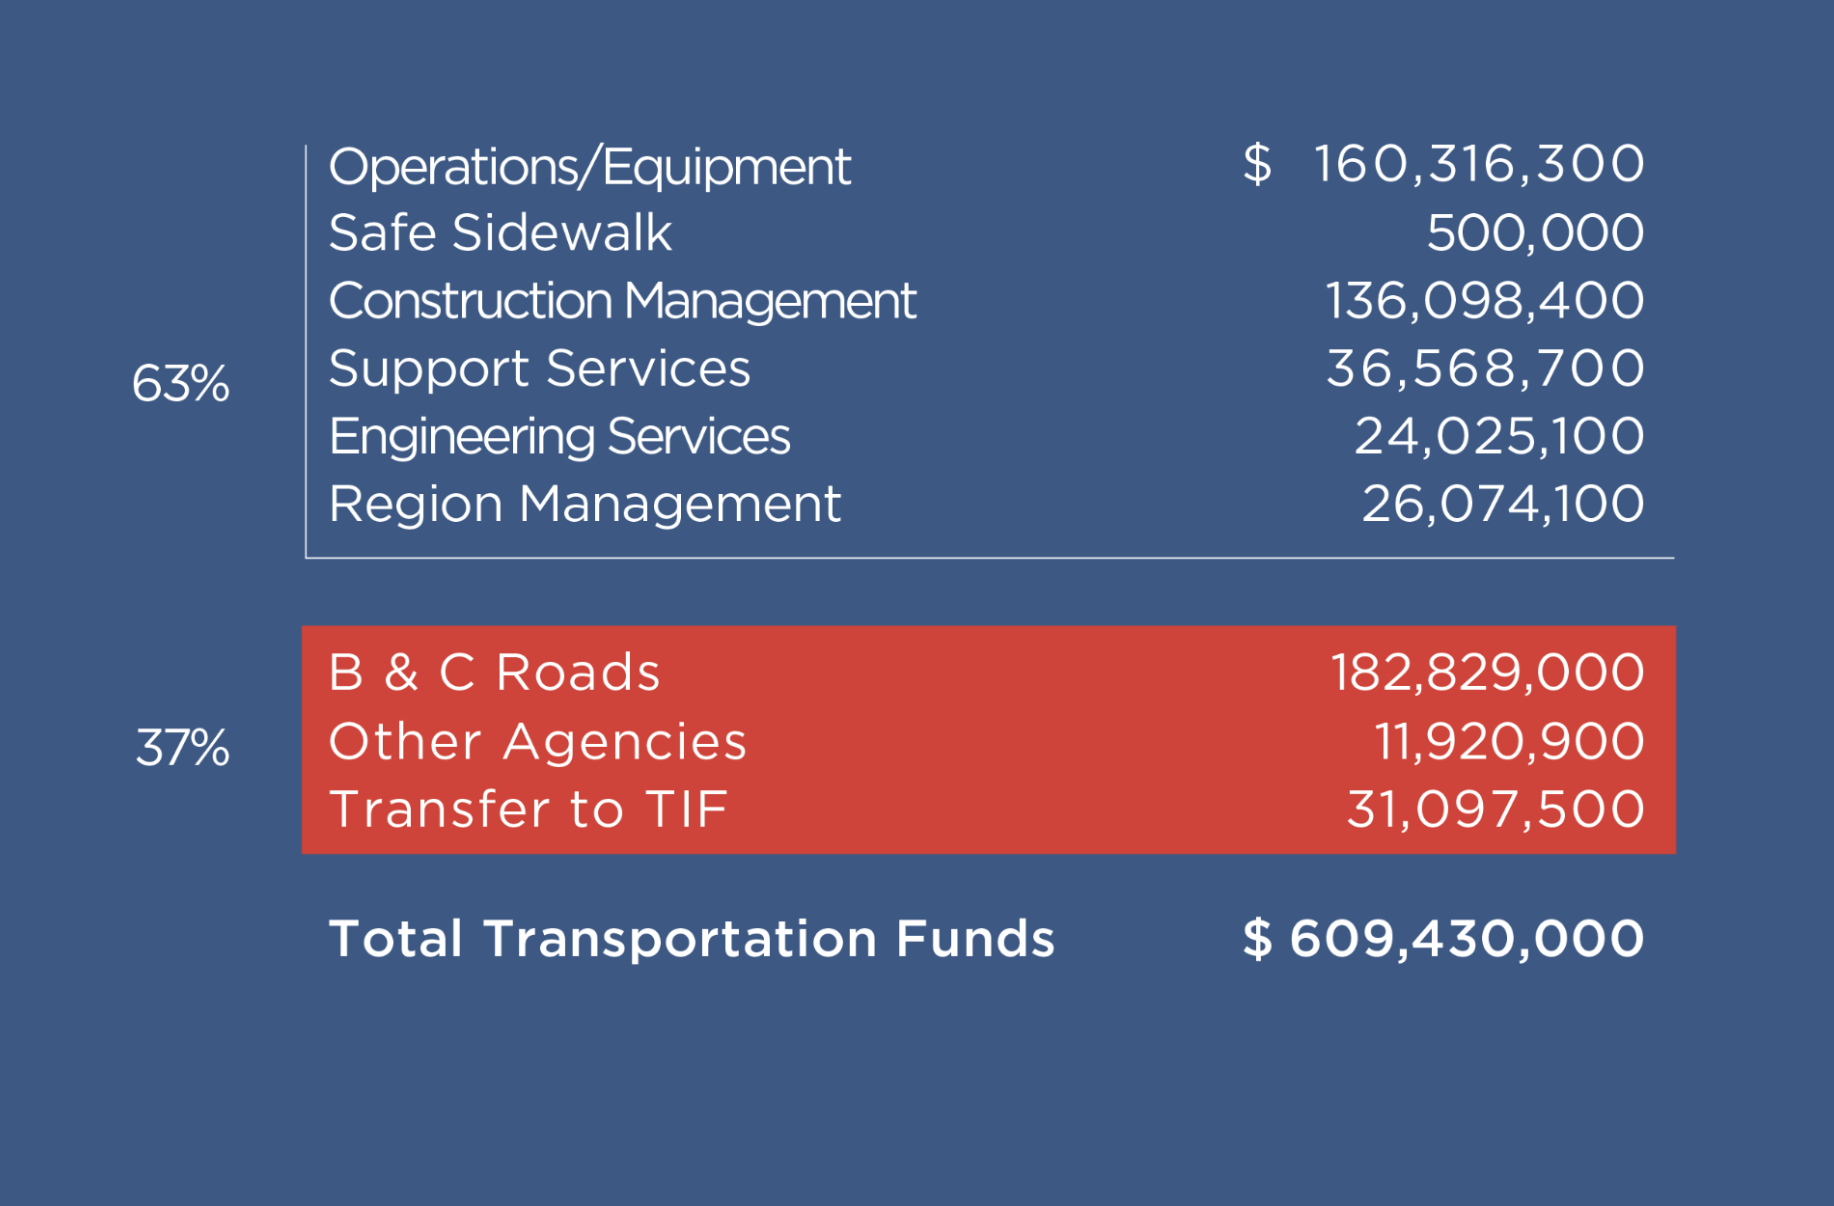 Operations/Equipment $ 160,316,300
Safe Sidewalk 500,000
Construction Management 136,098,400
63% Support Services 36,568,700
Engineering Services 24,025,100
Region Management 26,074,100
B & C Roads 182,829,000
37% Other Agencies 11,920,900
Transfer to TIF 31,097,500
Total Transportation Funds $ 609,430,000